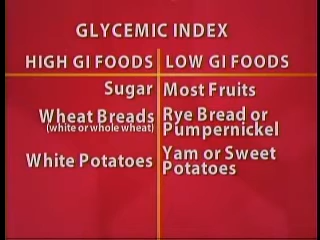 GLYCEMIC INDEX
HIGH GI FOODS
LOW GI FOODS
Sugar
Most Fruits
Wheat Breads
(white or whole wheat)
Rye Bread or
Pumpernickel
White Potatoes
Yam or Sweet
Potatoes